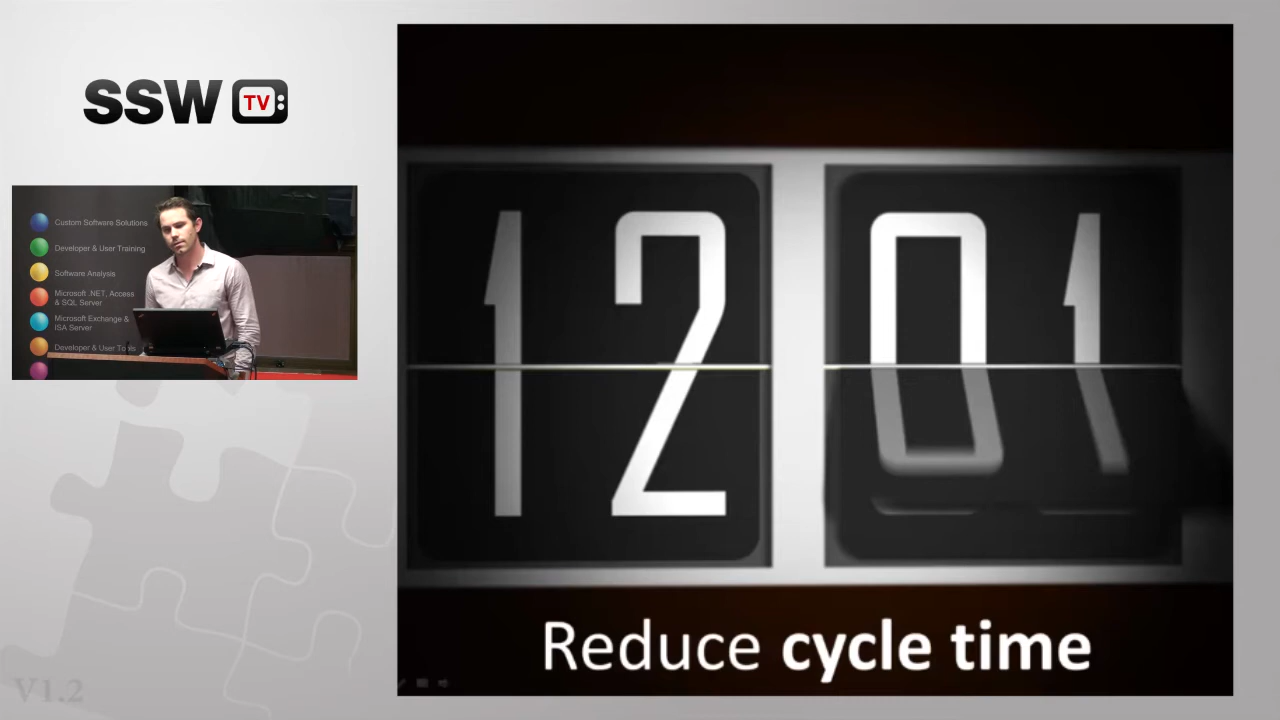 SSW TV
Custom Software Solutions
Developer & User Training
Software Analysis
Microsoft .NET, Access
& SQL Server
Microsoft Exchange &
ISA Server
Developer & User Tools
12 01
Reduce cycle time
V1.2